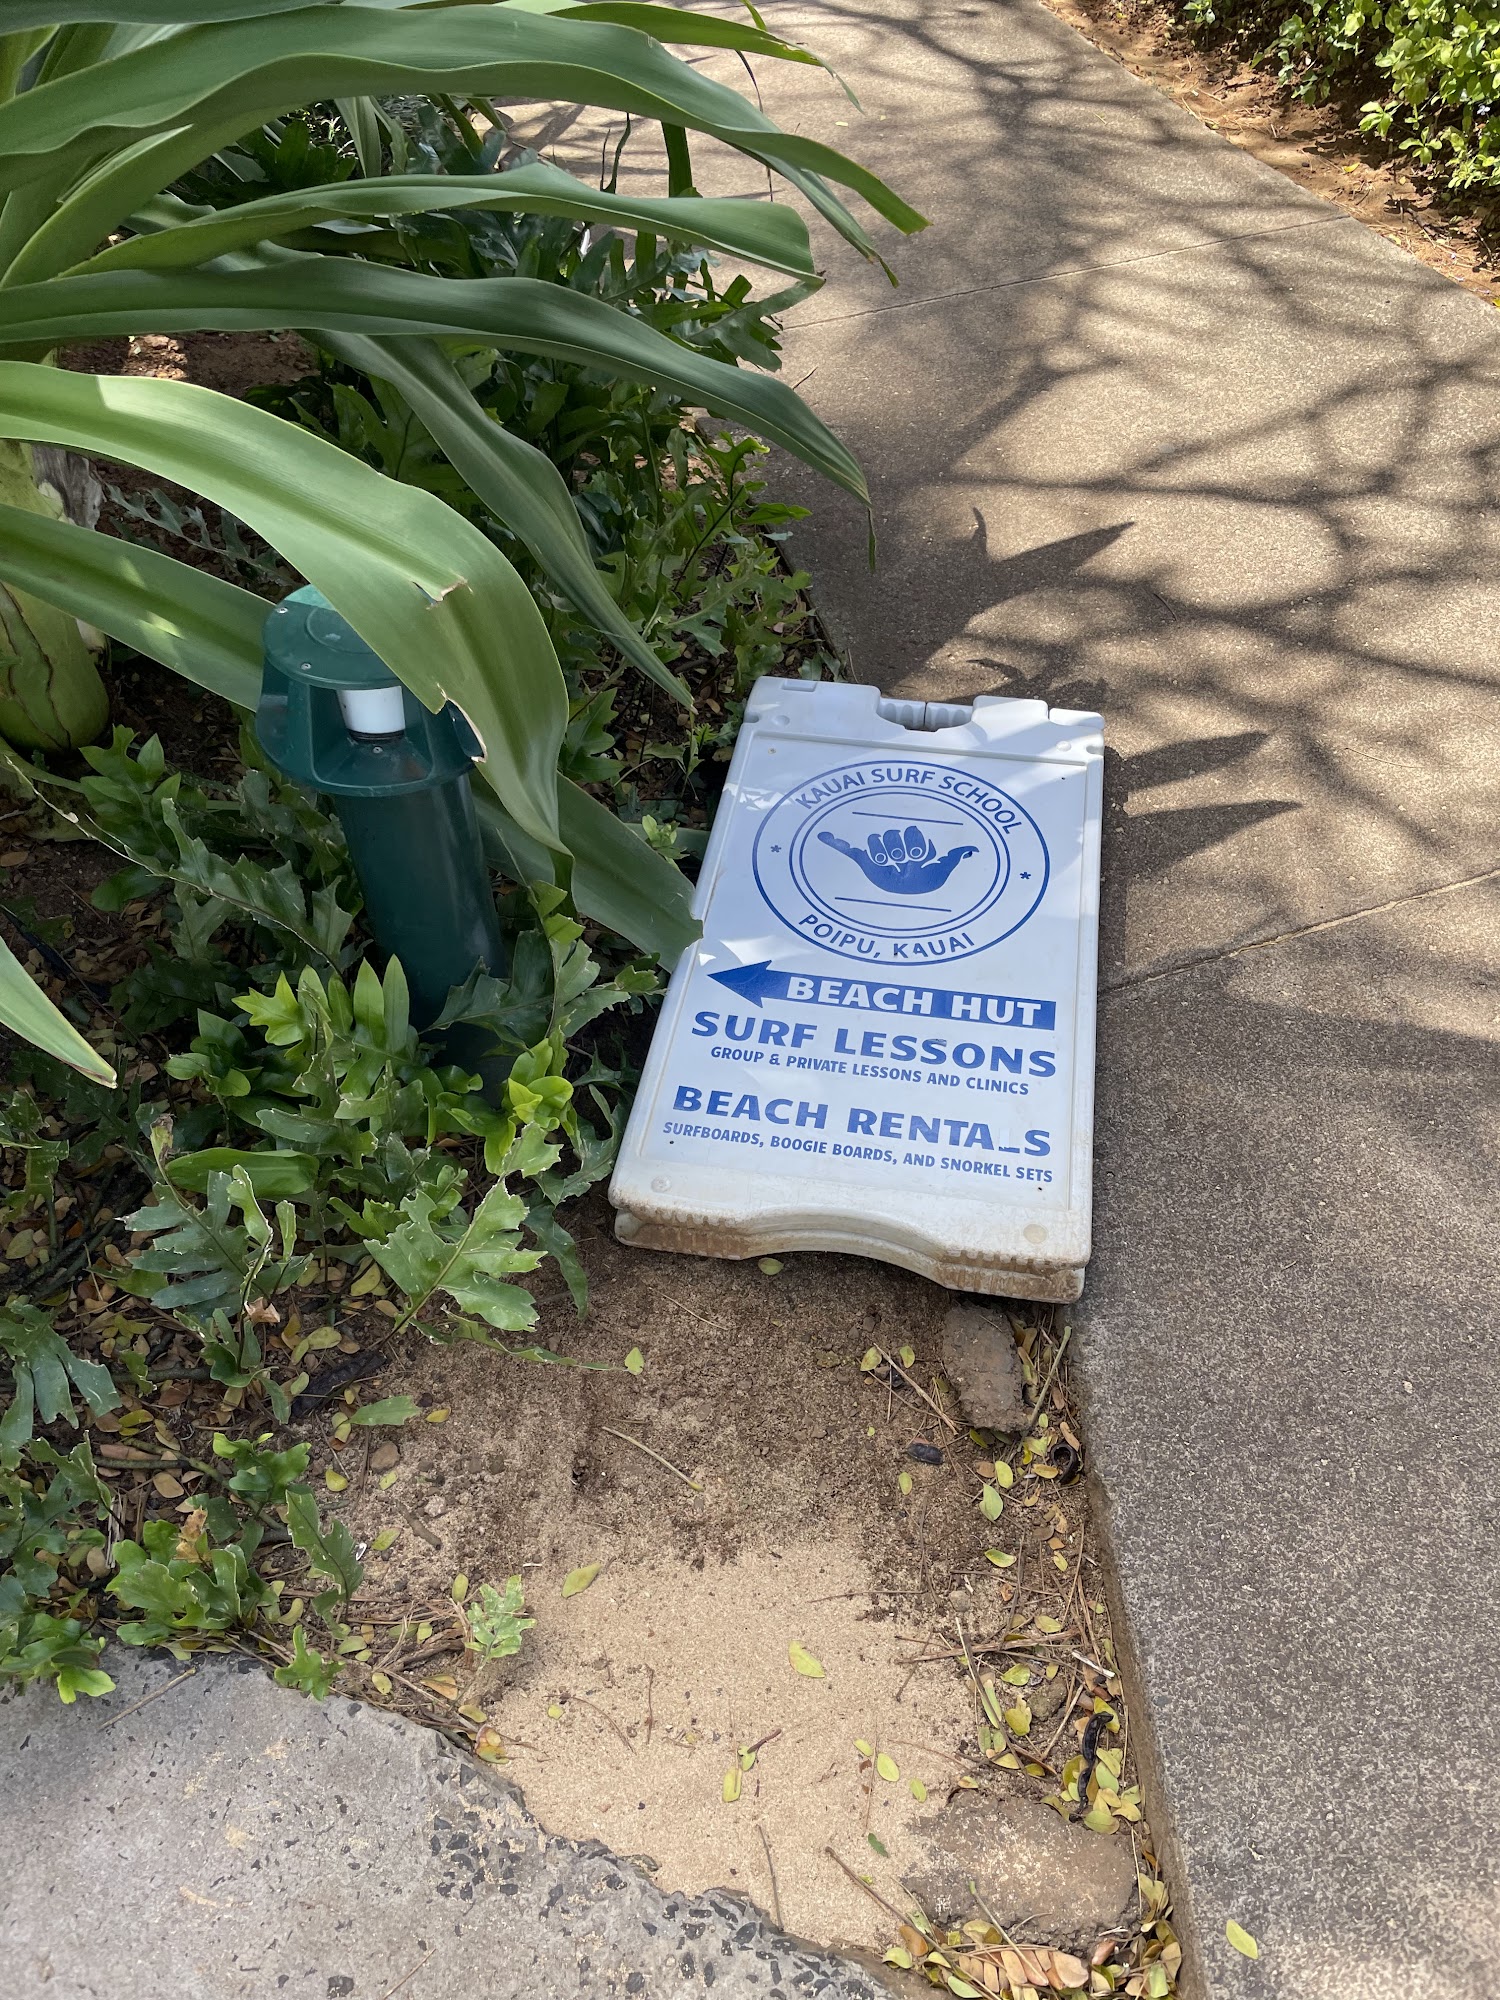 KAUAI SURF SCHOOL
POIPU, KAUAI
BEACH HUT
SURF LESSONS
GROUP & PRIVATE LESSONS AND CLINICS
BEACH RENTA_S
SURFBOARDS, BOOGIE BOARDS, AND SNORKEL SETS